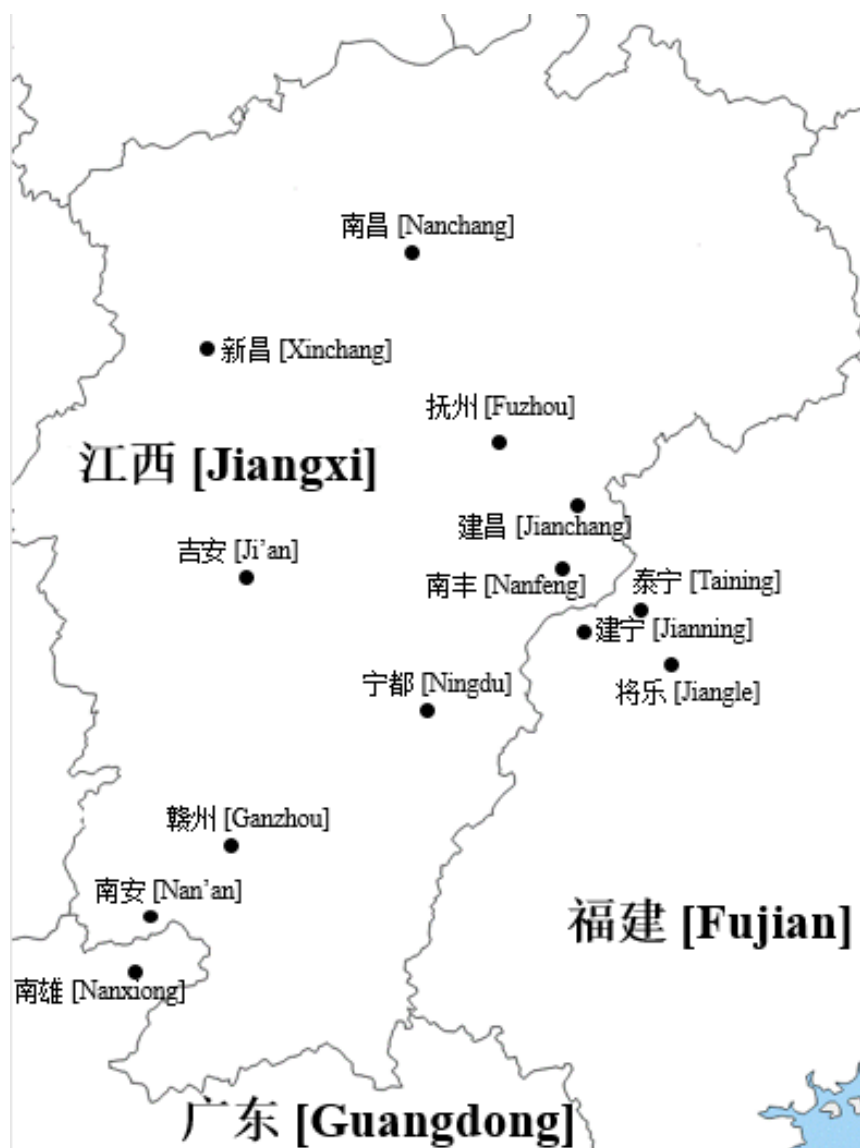 南昌 [Nanchang]
新昌 [Xinchang]
抚州 [Fuzhou]
江西 [Jiangxi]
建昌 [Jianchang]
吉安 [Ji’an]
南丰 [Nanfeng]
泰宁 [Taining]
建宁 [Jianning]
宁都 [Ningdu]
将乐 [Jiangle]
赣州 [Ganzhou]
南安 [Nan’an]
福建 [Fujian]
南雄 [Nanxiong]
广东 [Guangdong]